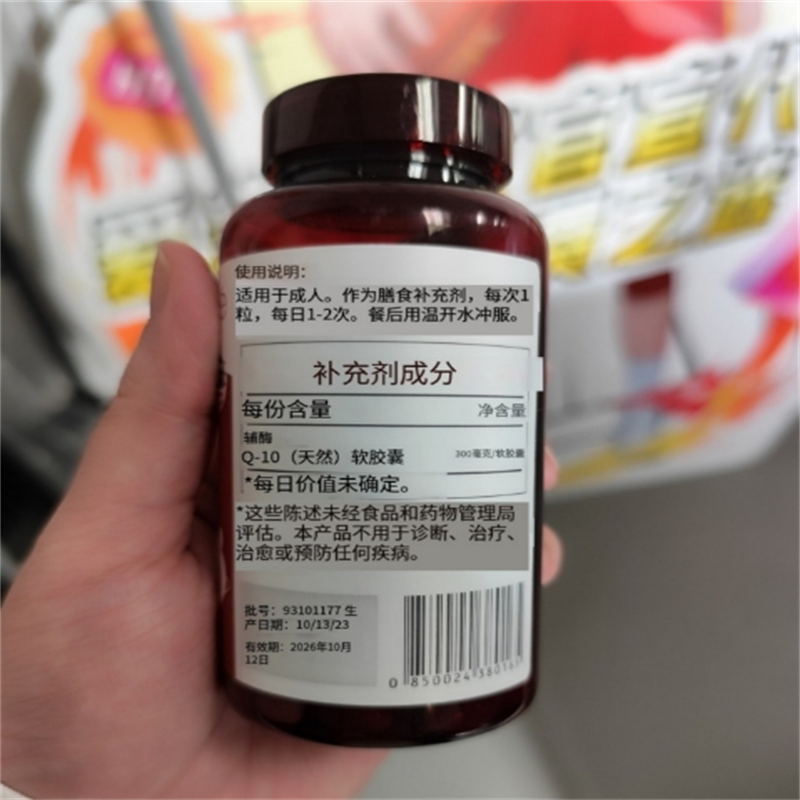 使用说明：
适用于成人。作为膳食补充剂，每次1
粒，每日1-2次。餐后用温开水冲服。
补充剂成分
每份含量 净含量
辅酶
Q-10（天然）软胶囊 300毫克/软胶囊
*每日价值未确定。
*这些陈述未经食品和药物管理局
评估。本产品不用于诊断、治疗、
治愈或预防任何疾病。
批号：93101177 生
产日期：10/13/23
有效期：2026年10月
12日
0 850024 380165